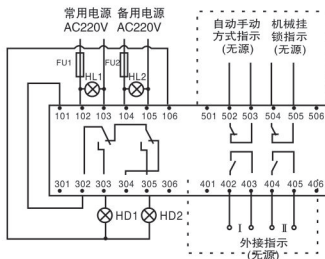 常用电源 备用电源
AC220V AC220V
自动手动 机械挂
方式指示 锁指示
(无源) (无源)
FU1 FU2
HL1 HL2
101 102 103 104 105 106 501 502 503 504 505 506
301 302 303 304 305 306 401 402 403 404 405 406
HD1 HD2 I II
外接指示
(无源)